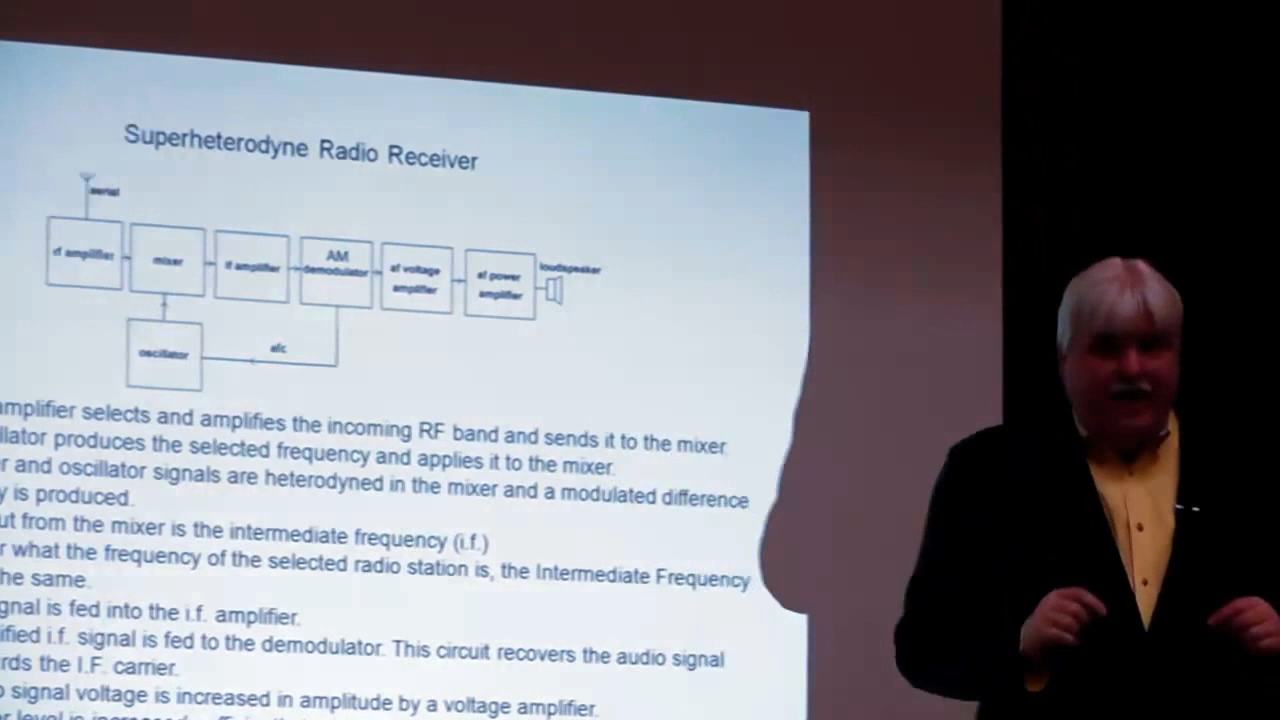 Superheterodyne Radio Receiver
aerial
rf amplifier
mixer
if amplifier
AM
demodulator
af voltage
amplifier
af power
amplifier
loudspeaker
oscillator
afc
amplifier selects and amplifies the incoming RF band and sends it to the mixer.
llator produces the selected frequency and applies it to the mixer.
r and oscillator signals are heterodyned in the mixer and a modulated difference
y is produced.
ut from the mixer is the intermediate frequency (i.f.)
r what the frequency of the selected radio station is, the Intermediate Frequency
he same.
gnal is fed into the i.f. amplifier.
ified i.f. signal is fed to the demodulator. This circuit recovers the audio signal
rds the I.F. carrier.
o signal voltage is increased in amplitude by a voltage amplifier.